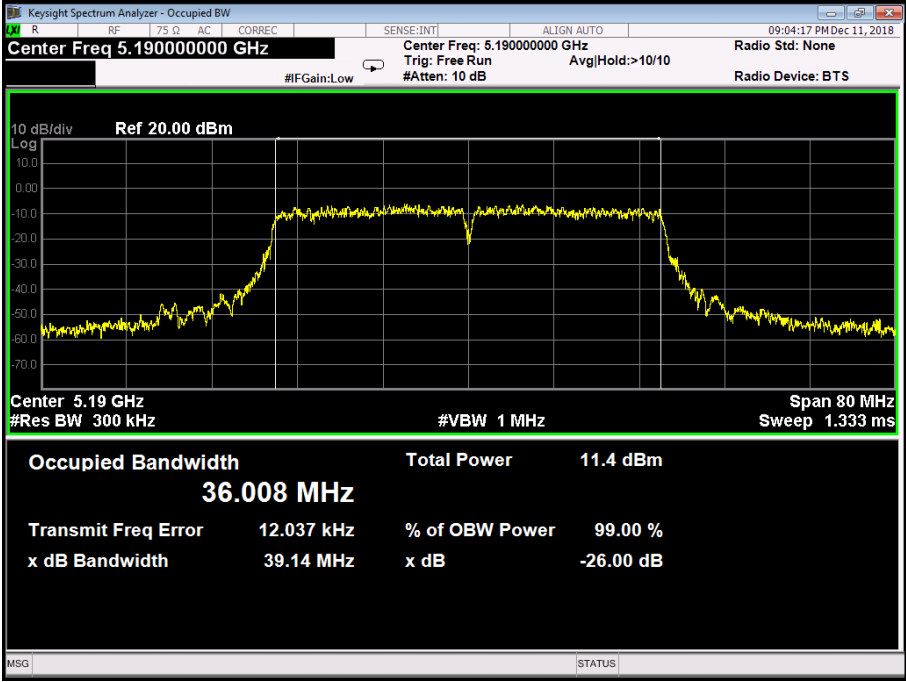 Keysight Spectrum Analyzer - Occupied BW
LXI R RF 75 Ω AC CORREC SENSE:INT ALIGN AUTO 09:04:17 PM Dec 11, 2018
Center Freq 5.190000000 GHz
Center Freq: 5.190000000 GHz
Radio Std: None
Trig: Free Run Avg|Hold:>10/10
#IFGain:Low #Atten: 10 dB Radio Device: BTS
10 dB/div Ref 20.00 dBm
Log
10.0
0.00
-10.0
-20.0
-30.0
-40.0
-50.0
-60.0
-70.0
Center 5.19 GHz Span 80 MHz
#Res BW 300 kHz #VBW 1 MHz Sweep 1.333 ms
Occupied Bandwidth Total Power 11.4 dBm
36.008 MHz
Transmit Freq Error 12.037 kHz % of OBW Power 99.00 %
x dB Bandwidth 39.14 MHz x dB -26.00 dB
MSG STATUS